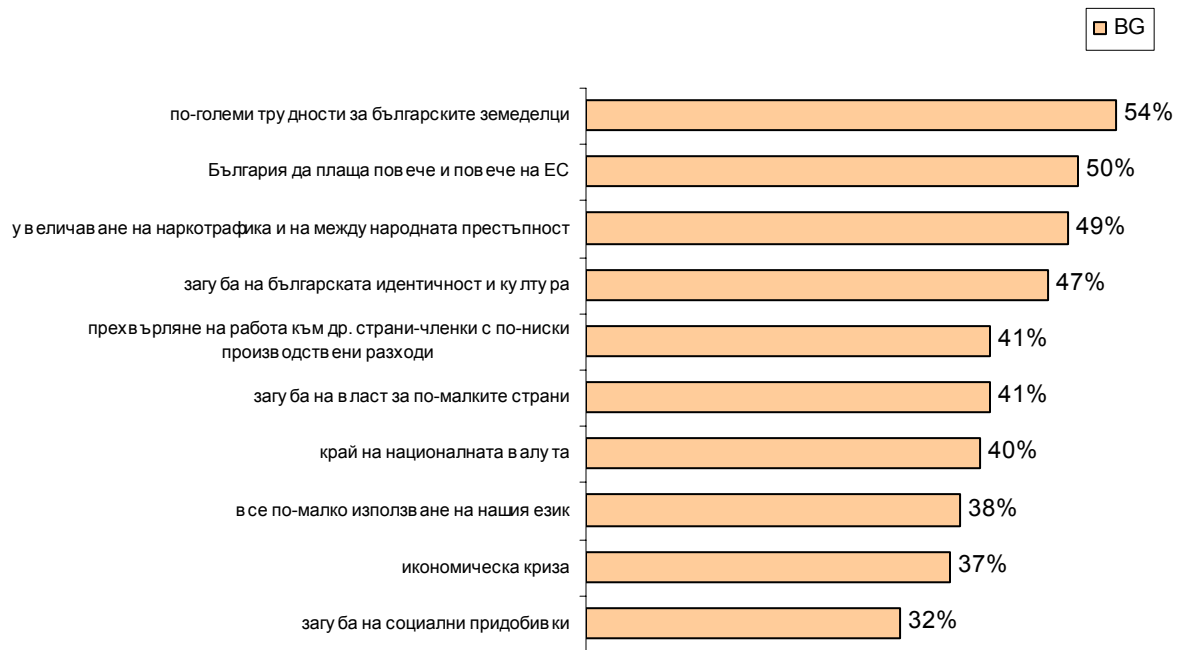 BG
по-големи трудности за българските земеделци
54%
България да плаща повече и повече на ЕС
50%
увеличаване на наркотрафика и на международната престъпност
49%
загуба на българската идентичност и култура
47%
прехвърляне на работа към др. страни-членки с по-ниски
производствени разходи
41%
загуба на власт за по-малките страни
41%
край на националната валута
40%
все по-малко използване на нашия език
38%
икономическа криза
37%
загуба на социални придобивки
32%